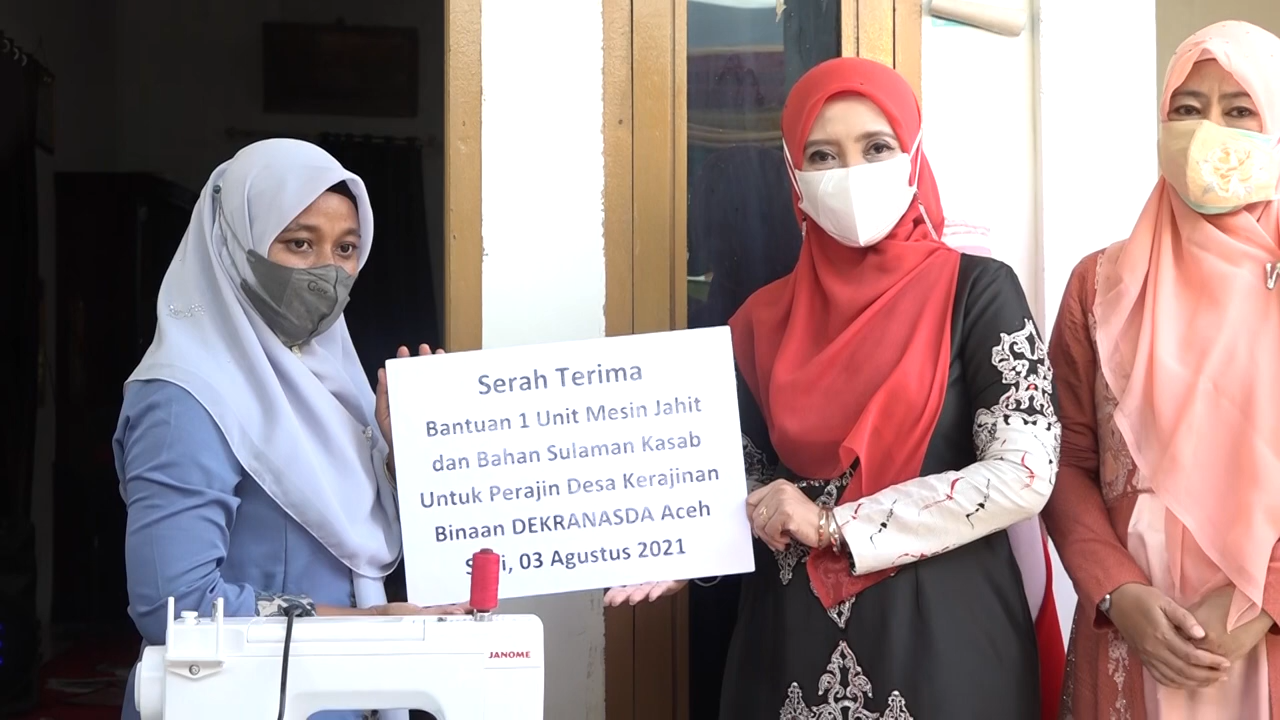 Serah Terima
Bantuan 1 Unit Mesin Jahit
dan Bahan Sulaman Kasab
Untuk Perajin Desa Kerajinan
Binaan DEKRANASDA Aceh
03 Agustus 2021
JANOME